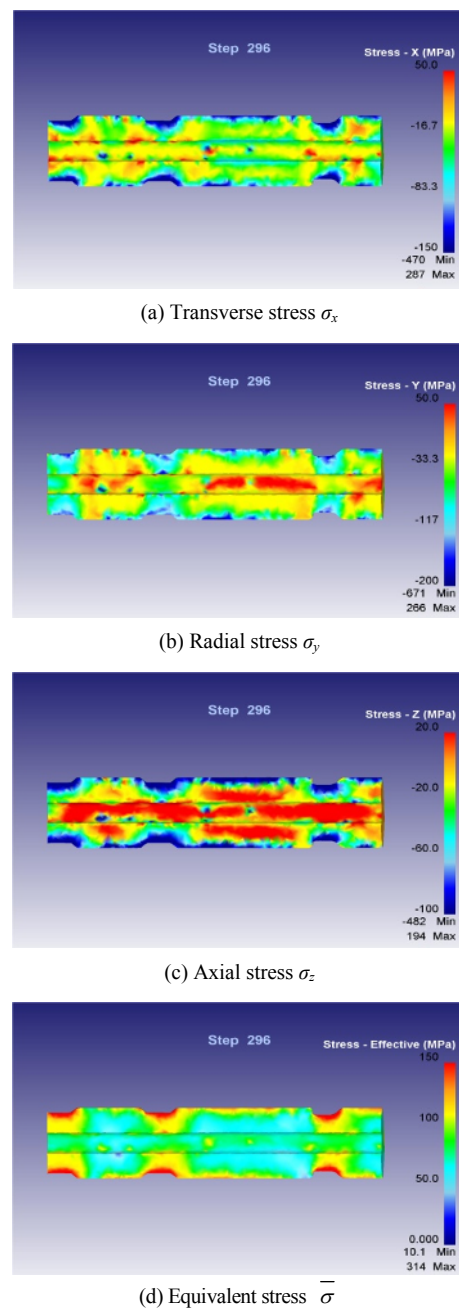 Step 296
Stress - X (MPa)
50.0
-16.7
-83.3
-150
-470 Min
287 Max
(a) Transverse stress σx
Step 296
Stress - Y (MPa)
50.0
-33.3
-117
-200
-671 Min
266 Max
(b) Radial stress σy
Step 296
Stress - Z (MPa)
20.0
-20.0
-60.0
-100
-482 Min
194 Max
(c) Axial stress σz
Step 296
Stress - Effective (MPa)
150
100
50.0
0.000
10.1 Min
314 Max
(d) Equivalent stress σ̅